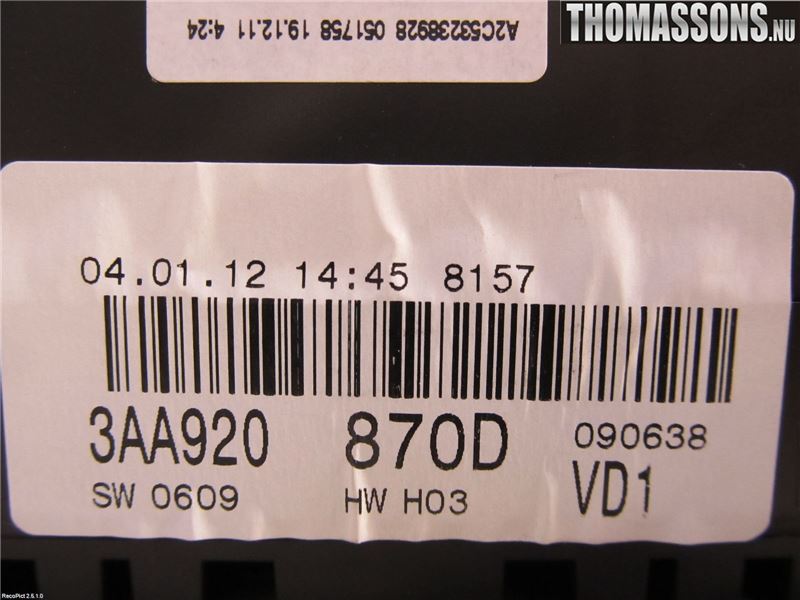 A2C53238928 051758 19.12.11 4:24
THOMASSONS.NU
04.01.12 14:45 8157
3AA920 870D 090638
SW 0609 HW H03 VD1
RecoPict 2.5.1.0